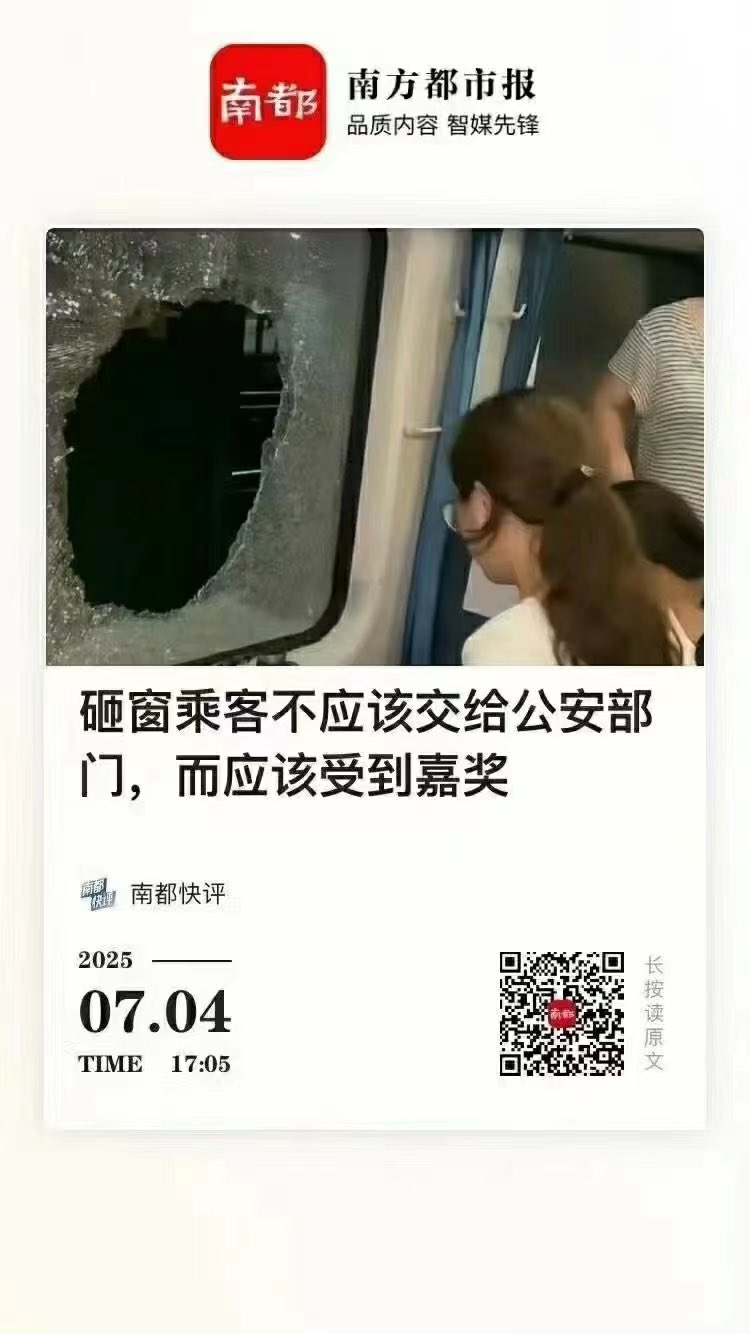 南都
南方都市报
品质内容 智媒先锋
砸窗乘客不应该交给公安部
门，而应该受到嘉奖
南都
快评
南都快评
2025
07.04
TIME 17:05
南都
长按读原文